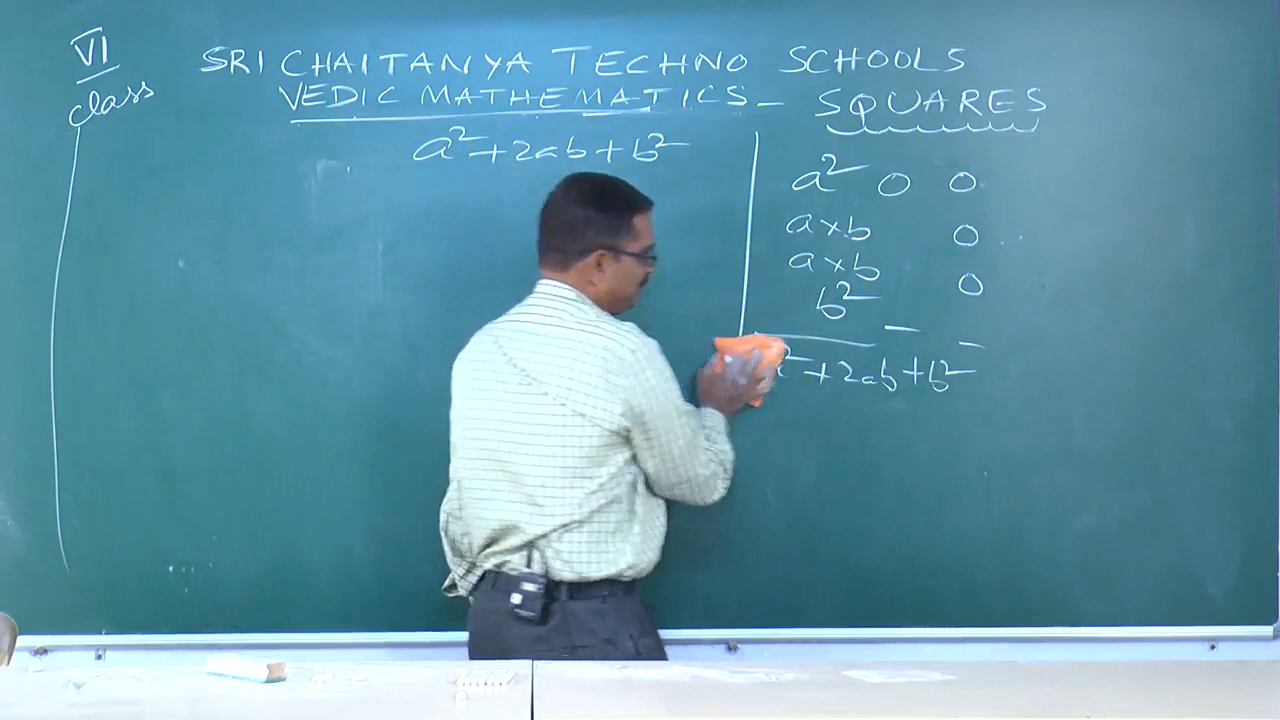 VI
class
SRI CHAITANYA TECHNO SCHOOLS
VEDIC MATHEMATICS - SQUARES
a²+2ab+b²
a² 0 0
a×b 0
a×b 0
b² _ _
a²+2ab+b²